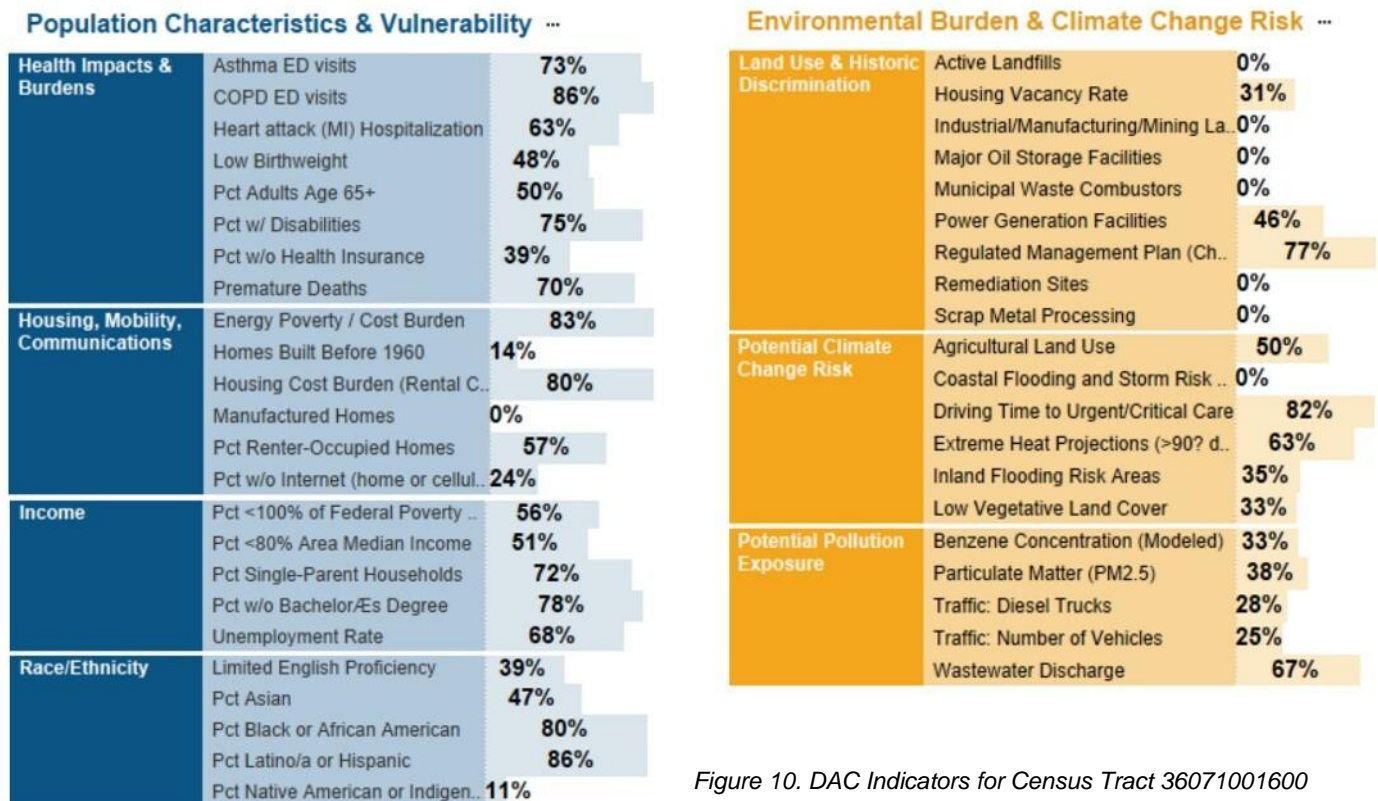 Population Characteristics & Vulnerability ...
Health Impacts &
Burdens
Asthma ED visits 73%
COPD ED visits 86%
Heart attack (MI) Hospitalization 63%
Low Birthweight 48%
Pct Adults Age 65+ 50%
Pct w/ Disabilities 75%
Pct w/o Health Insurance 39%
Premature Deaths 70%
Housing, Mobility,
Communications
Energy Poverty / Cost Burden 83%
Homes Built Before 1960 14%
Housing Cost Burden (Rental C.. 80%
Manufactured Homes 0%
Pct Renter-Occupied Homes 57%
Pct w/o Internet (home or cellul.. 24%
Income
Pct <100% of Federal Poverty .. 56%
Pct <80% Area Median Income 51%
Pct Single-Parent Households 72%
Pct w/o BachelorÆs Degree 78%
Unemployment Rate 68%
Race/Ethnicity
Limited English Proficiency 39%
Pct Asian 47%
Pct Black or African American 80%
Pct Latino/a or Hispanic 86%
Pct Native American or Indigen.. 11%
Environmental Burden & Climate Change Risk ...
Land Use & Historic
Discrimination
Active Landfills 0%
Housing Vacancy Rate 31%
Industrial/Manufacturing/Mining La.. 0%
Major Oil Storage Facilities 0%
Municipal Waste Combustors 0%
Power Generation Facilities 46%
Regulated Management Plan (Ch.. 77%
Remediation Sites 0%
Scrap Metal Processing 0%
Potential Climate
Change Risk
Agricultural Land Use 50%
Coastal Flooding and Storm Risk .. 0%
Driving Time to Urgent/Critical Care 82%
Extreme Heat Projections (>90? d.. 63%
Inland Flooding Risk Areas 35%
Low Vegetative Land Cover 33%
Potential Pollution
Exposure
Benzene Concentration (Modeled) 33%
Particulate Matter (PM2.5) 38%
Traffic: Diesel Trucks 28%
Traffic: Number of Vehicles 25%
Wastewater Discharge 67%
Figure 10. DAC Indicators for Census Tract 36071001600